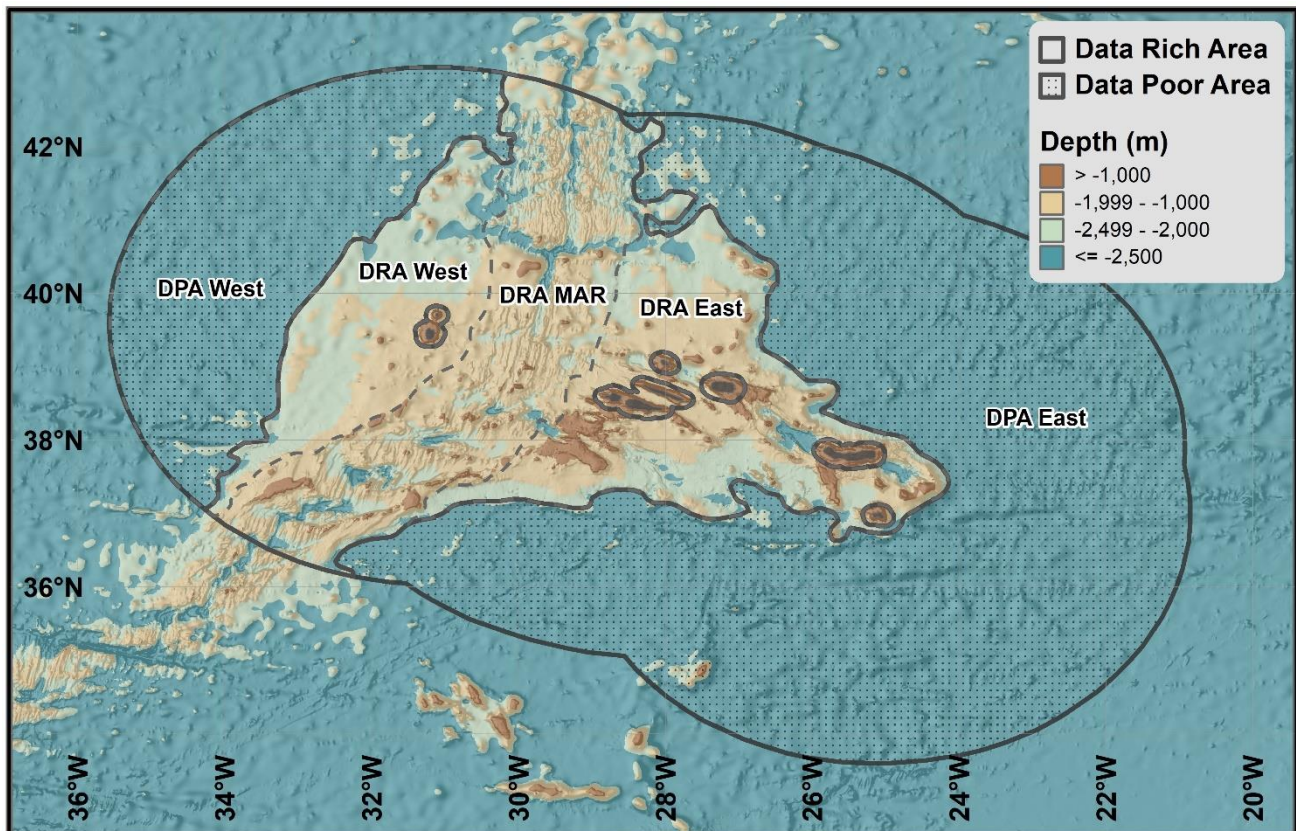 Data Rich Area
Data Poor Area
Depth (m)
> -1,000
-1,999 - -1,000
-2,499 - -2,000
<= -2,500
42°N
40°N
38°N
36°N
DPA West
DRA West
DRA MAR
DRA East
DPA East
36°W
34°W
32°W
30°W
28°W
26°W
24°W
22°W
20°W